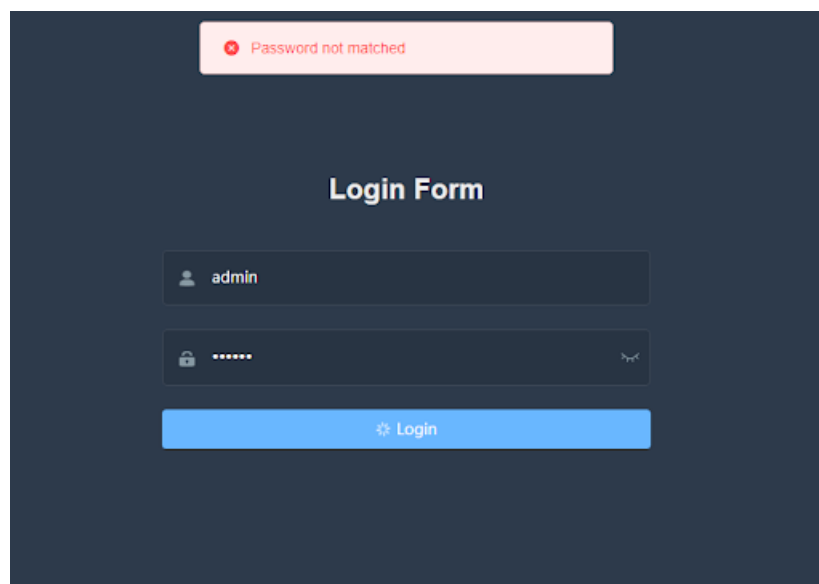 Password not matched
Login Form
admin
••••••
Login